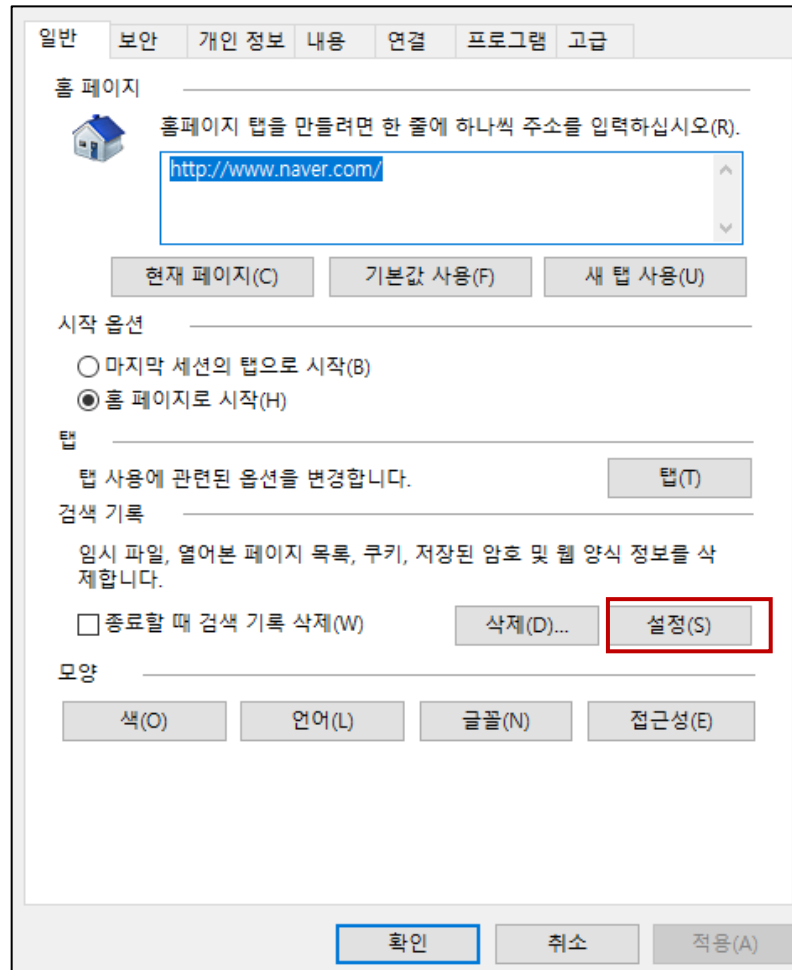 일반 보안 개인 정보 내용 연결 프로그램 고급
홈 페이지
홈페이지 탭을 만들려면 한 줄에 하나씩 주소를 입력하십시오(R).
http://www.naver.com/
현재 페이지(C) 기본값 사용(F) 새 탭 사용(U)
시작 옵션
마지막 세션의 탭으로 시작(B)
홈 페이지로 시작(H)
탭
탭 사용에 관련된 옵션을 변경합니다. 탭(T)
검색 기록
임시 파일, 열어본 페이지 목록, 쿠키, 저장된 암호 및 웹 양식 정보를 삭
제합니다.
종료할 때 검색 기록 삭제(W) 삭제(D)... 설정(S)
모양
색(O) 언어(L) 글꼴(N) 접근성(E)
확인 취소 적용(A)